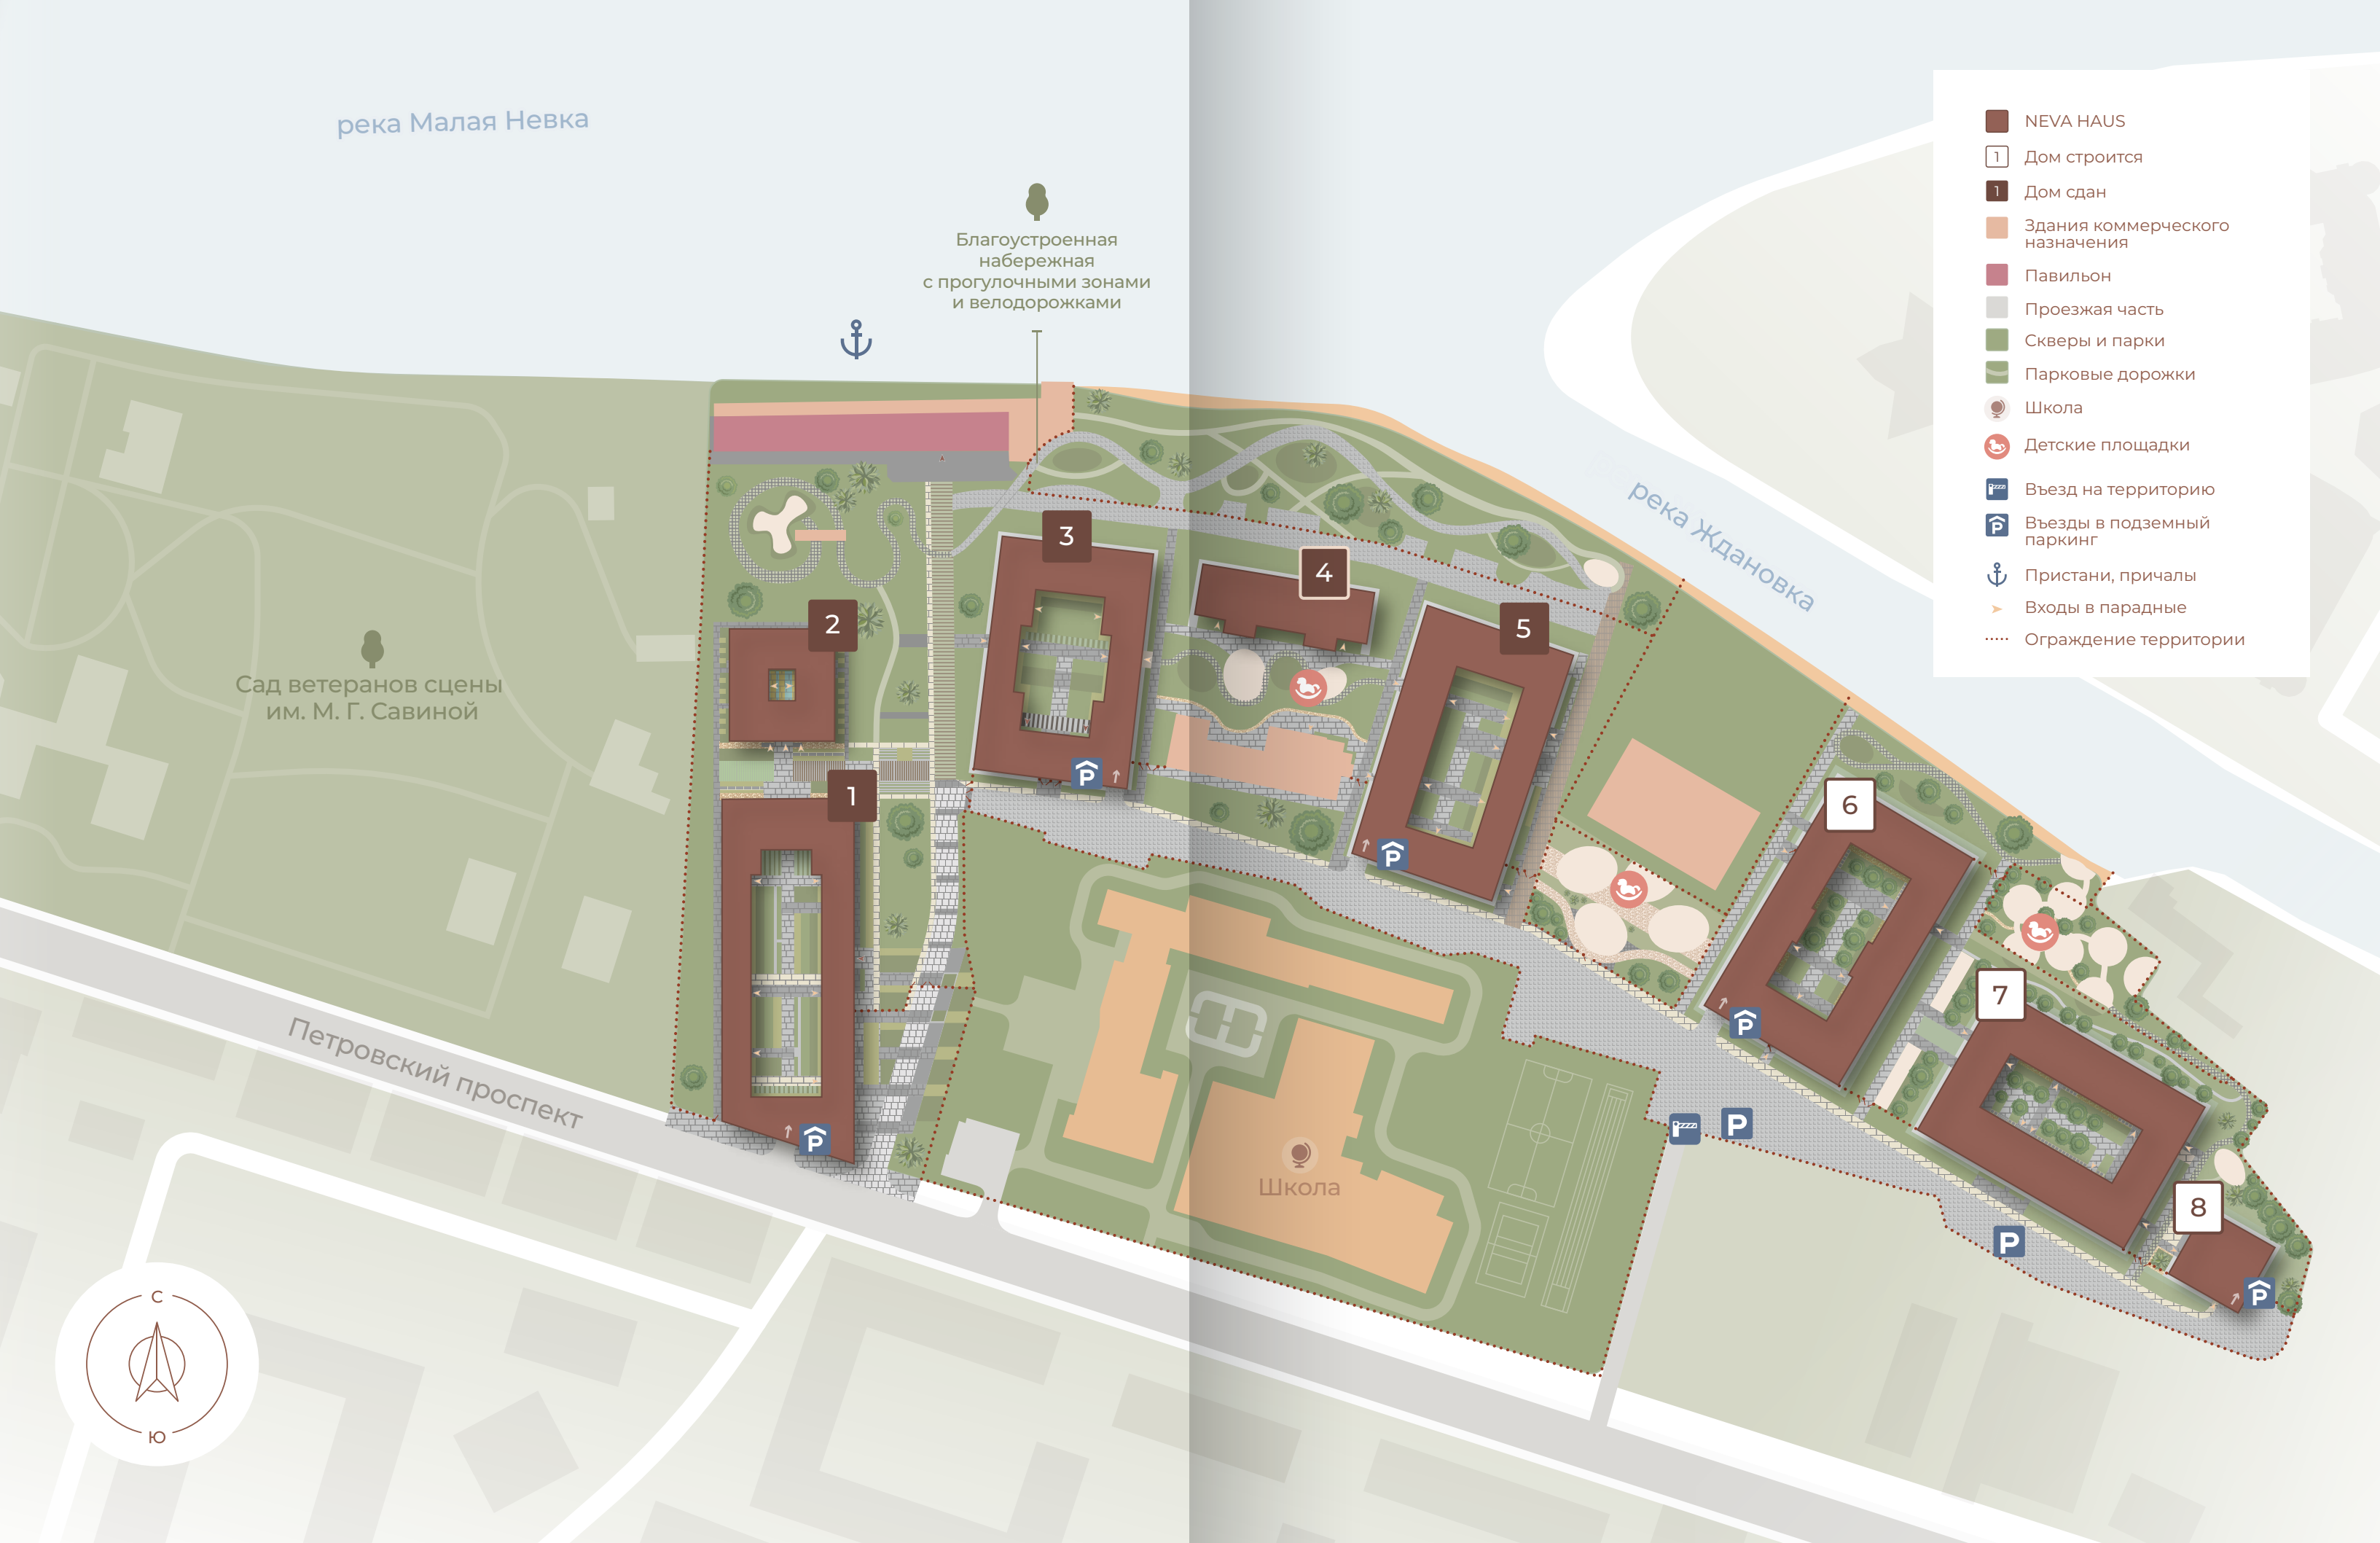 река Малая Невка
Благоустроенная
набережная
с прогулочными зонами
и велодорожками
река Ждановка
NEVA HAUS
1 Дом строится
1 Дом сдан
Здания коммерческого
назначения
Павильон
Проезжая часть
Скверы и парки
Парковые дорожки
Школа
Детские площадки
Въезд на территорию
P Въезды в подземный
паркинг
Пристани, причалы
Входы в парадные
Ограждение территории
3
4
2
5
Сад ветеранов сцены
им. М. Г. Савиной
P
1
6
P
7
P
Петровский проспект
P
P
Школа
8
P
P
С
Ю